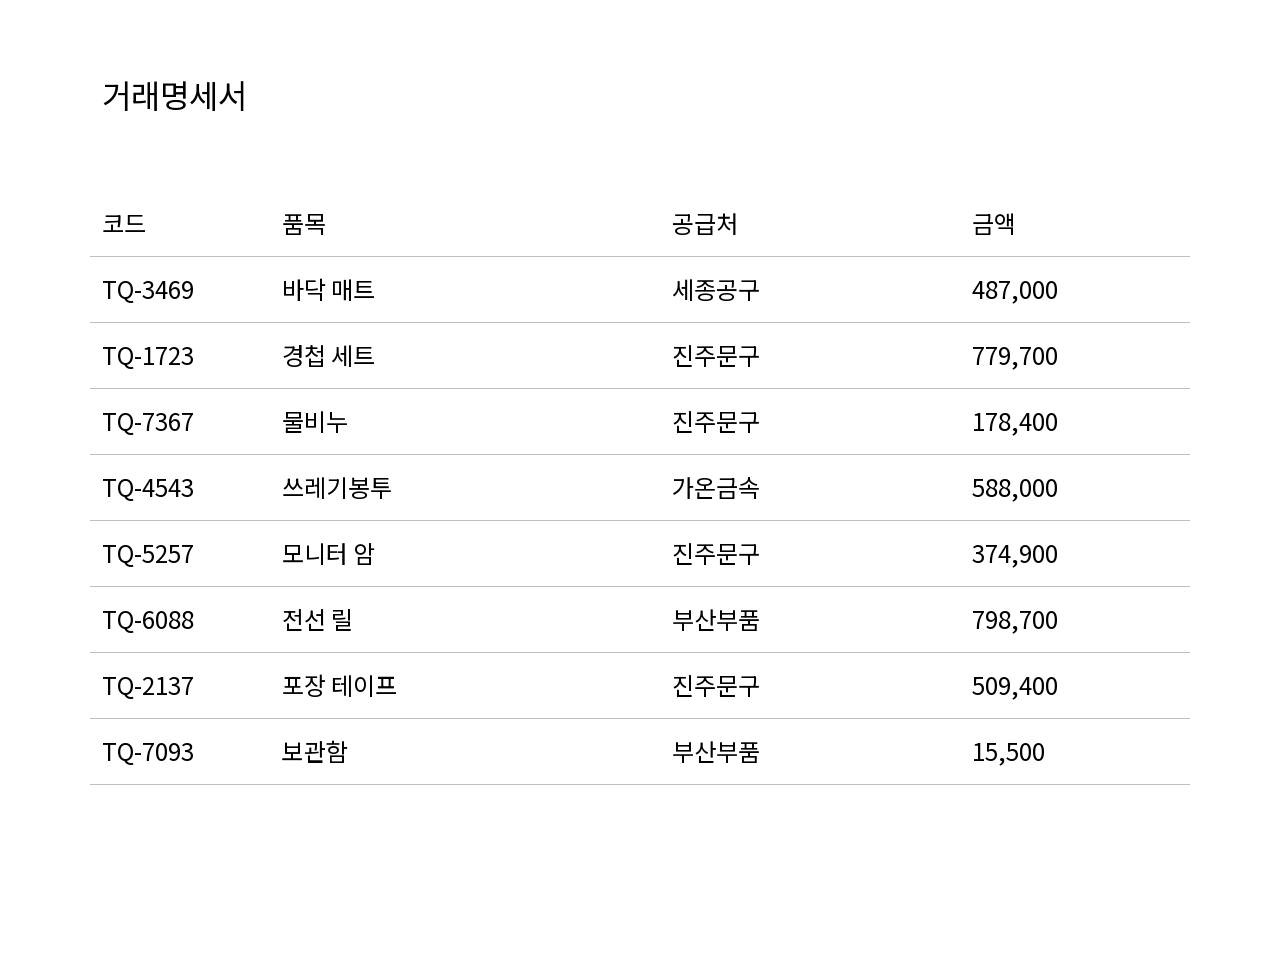 거래명세서
코드 품목 공급처 금액
TQ-3469 바닥 매트 세종공구 487,000
TQ-1723 경첩 세트 진주문구 779,700
TQ-7367 물비누 진주문구 178,400
TQ-4543 쓰레기봉투 가온금속 588,000
TQ-5257 모니터 암 진주문구 374,900
TQ-6088 전선 릴 부산부품 798,700
TQ-2137 포장 테이프 진주문구 509,400
TQ-7093 보관함 부산부품 15,500